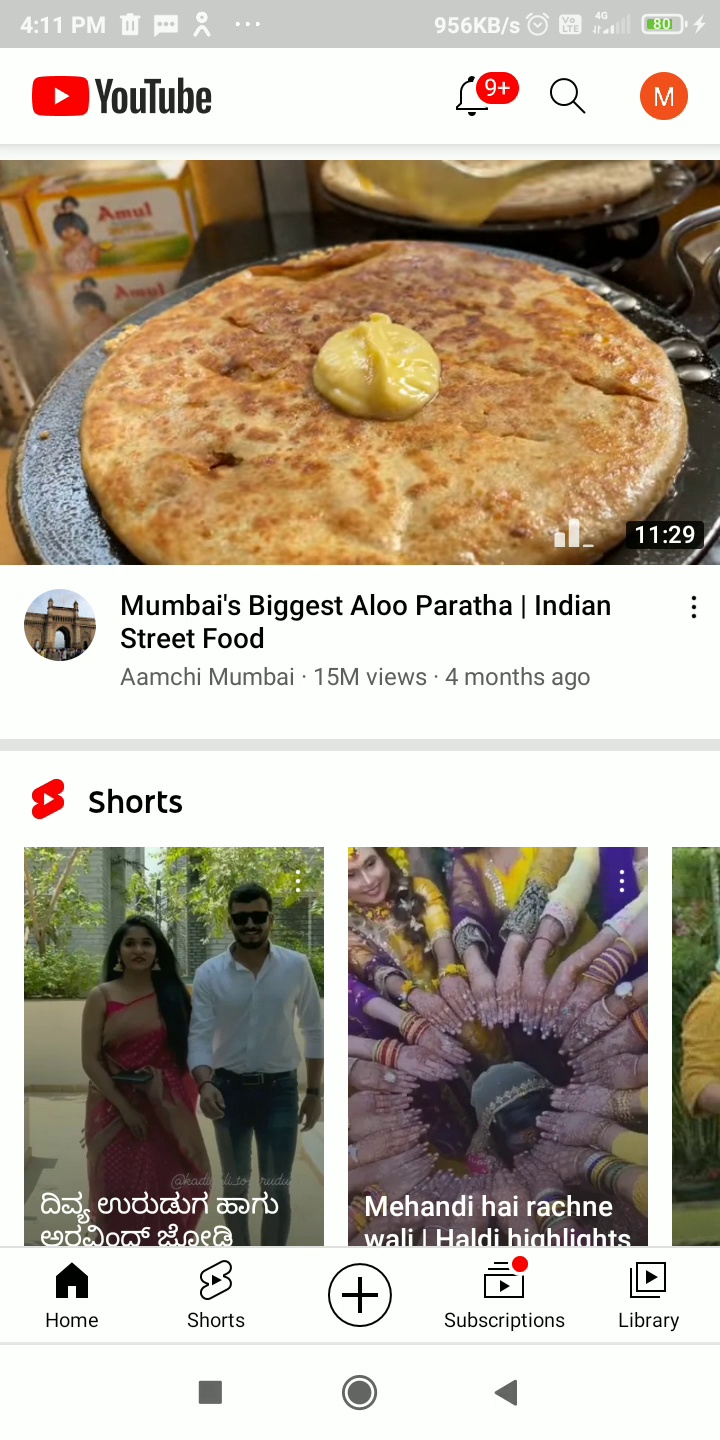 4:11 PM
956KB/s
Vo LTE
4G
80
YouTube
9+
M
Amul
Amul
11:29
Mumbai's Biggest Aloo Paratha | Indian
Street Food
Aamchi Mumbai · 15M views · 4 months ago
Shorts
ದಿವ್ಯ ಉರುಡುಗ ಹಾಗು
ಅರವಿಂದ್ ಜೋಡಿ
Mehandi hai rachne
wali | Haldi highlights
Home
Shorts
Subscriptions
Library